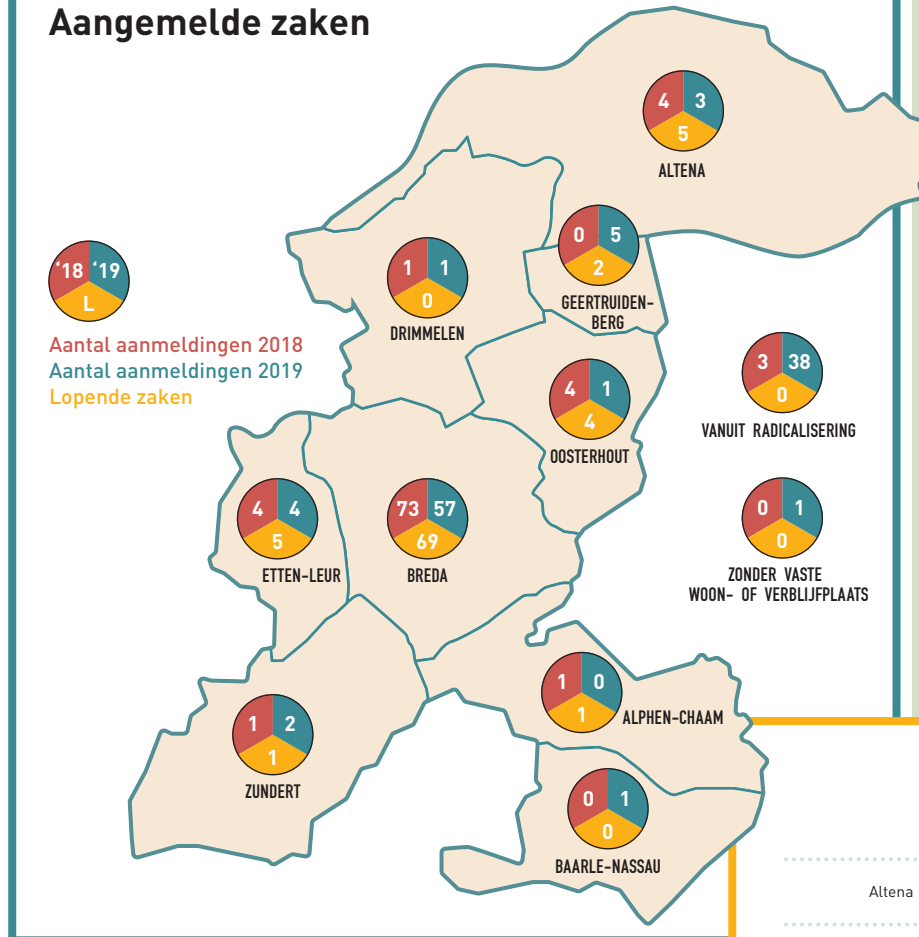 Aangemelde zaken
4 3
5
ALTENA
‘18 ‘19
L
Aantal aanmeldingen 2018
Aantal aanmeldingen 2019
Lopende zaken
1 1
0
DRIMMELEN
0 5
2
GEERTRUIDEN-
BERG
4 1
4
OOSTERHOUT
3 38
0
VANUIT RADICALISERING
4 4
5
ETTEN-LEUR
73 57
69
BREDA
0 1
0
ZONDER VASTE
WOON- OF VERBLIJFPLAATS
1 0
1
ALPHEN-CHAAM
1 2
1
ZUNDERT
0 1
0
BAARLE-NASSAU
Altena